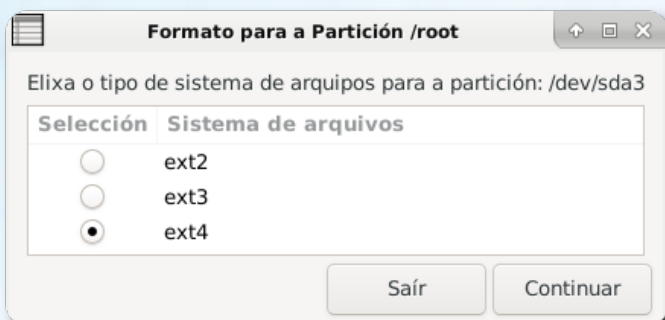 Formato para a Partición /root
Elixa o tipo de sistema de arquipos para a partición: /dev/sda3
Selección Sistema de arquivos
ext2
ext3
ext4
Saír Continuar